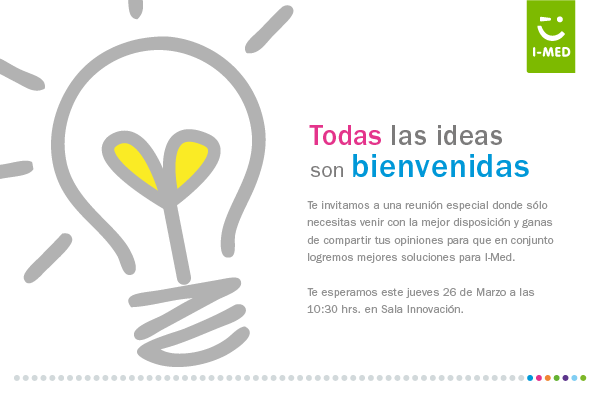 I-MED
Todas las ideas
son bienvenidas
Te invitamos a una reunión especial donde sólo
necesitas venir con la mejor disposición y ganas
de compartir tus opiniones para que en conjunto
logremos mejores soluciones para I-Med.
Te esperamos este jueves 26 de Marzo a las
10:30 hrs. en Sala Innovación.